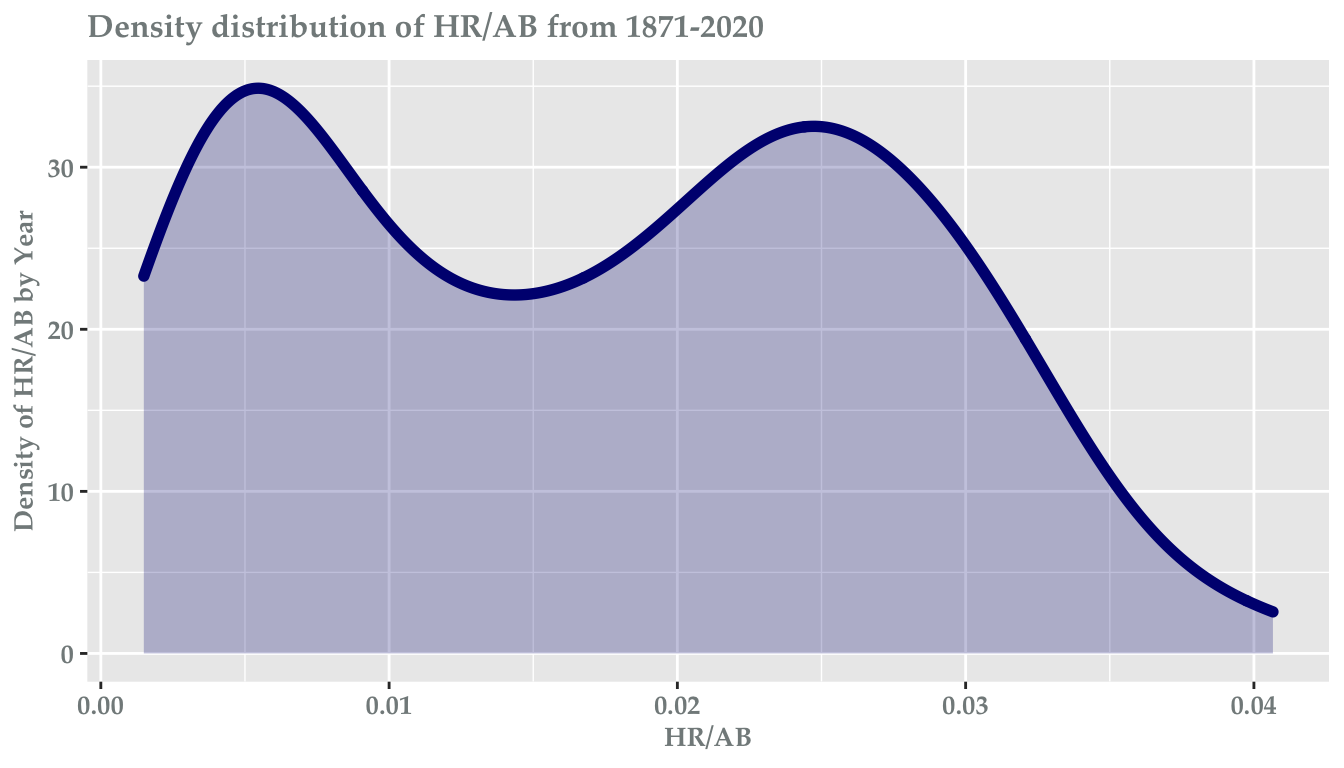 Density distribution of HR/AB from 1871-2020
Density of HR/AB by Year
30
20
10
0
0.00 0.01 0.02 0.03 0.04
HR/AB